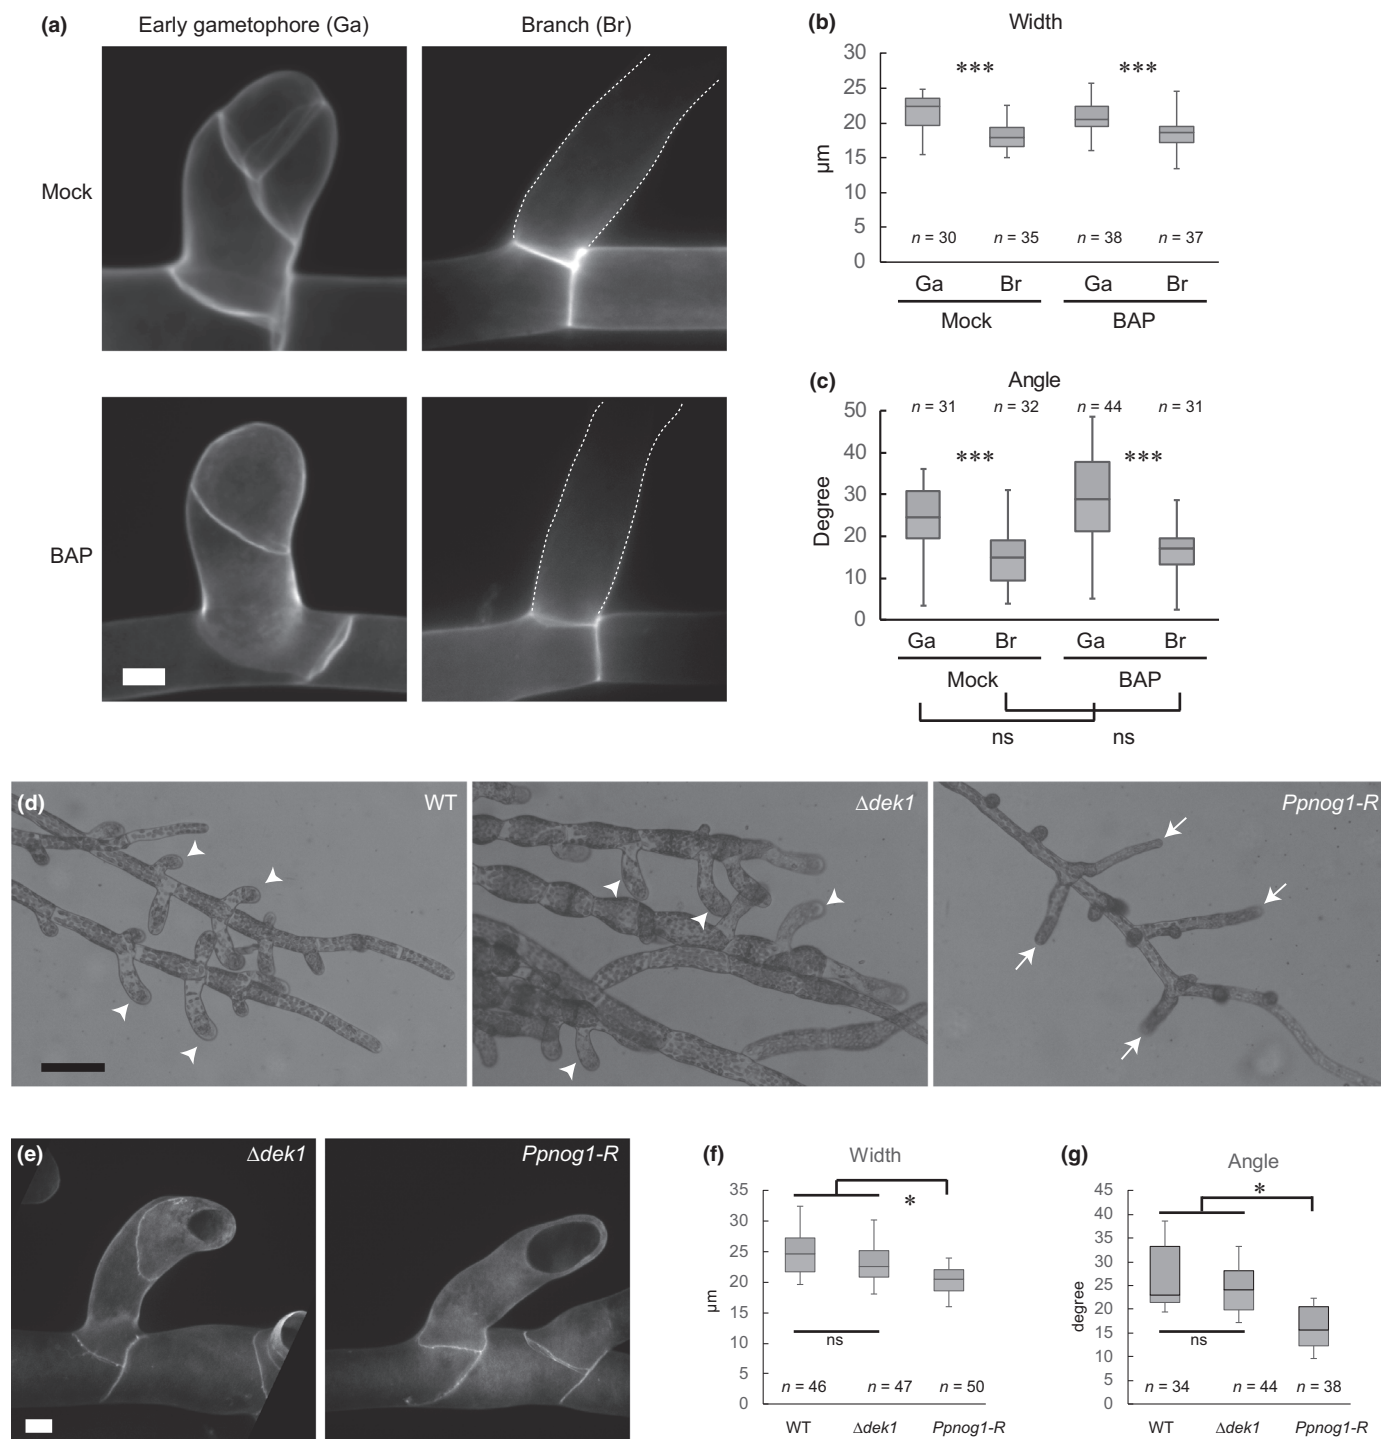 (a)
Early gametophore (Ga)
Branch (Br)
Mock
BAP
(b)
Width
30
25
20
15
10
5
0
µm
***
***
n = 30
n = 35
n = 38
n = 37
Ga
Br
Ga
Br
Mock
BAP
(c)
Angle
n = 31
n = 32
n = 44
n = 31
50
40
30
20
10
0
Degree
***
***
Ga
Br
Ga
Br
Mock
BAP
ns
ns
(d)
WT
Δdek1
Ppnog1-R
(e)
Δdek1
Ppnog1-R
(f)
Width
35
30
25
20
15
10
5
0
µm
*
ns
n = 46
n = 47
n = 50
WT
Δdek1
Ppnog1-R
(g)
Angle
45
40
35
30
25
20
15
10
5
0
degree
*
ns
n = 34
n = 44
n = 38
WT
Δdek1
Ppnog1-R